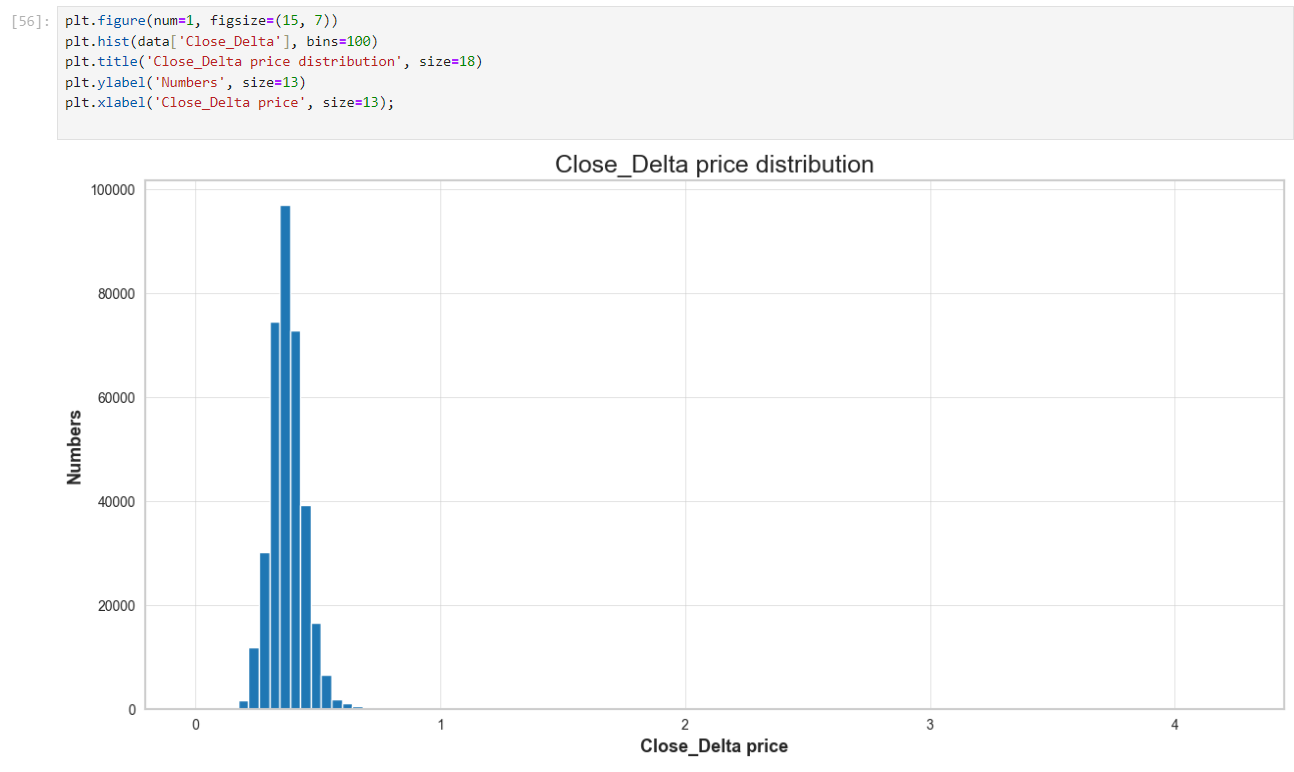 [56]:
plt.figure(num=1, figsize=(15, 7))
plt.hist(data['Close_Delta'], bins=100)
plt.title('Close_Delta price distribution', size=18)
plt.ylabel('Numbers', size=13)
plt.xlabel('Close_Delta price', size=13);
Close_Delta price distribution
100000
80000
60000
40000
20000
0
Numbers
0 1 2 3 4
Close_Delta price